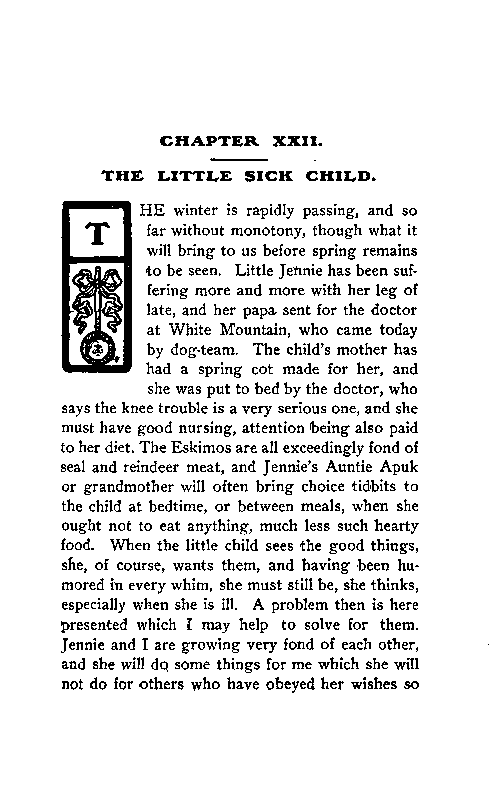 CHAPTER XXII.
THE LITTLE SICK CHILD.
THE winter is rapidly passing, and so
far without monotony, though what it
will bring to us before spring remains
to be seen. Little Jennie has been suf-
fering more and more with her leg of
late, and her papa sent for the doctor
at White Mountain, who came today
by dog-team. The child's mother has
had a spring cot made for her, and
she was put to bed by the doctor, who
says the knee trouble is a very serious one, and she
must have good nursing, attention being also paid
to her diet. The Eskimos are all exceedingly fond of
seal and reindeer meat, and Jennie's Auntie Apuk
or grandmother will often bring choice tidbits to
the child at bedtime, or between meals, when she
ought not to eat anything, much less such hearty
food. When the little child sees the good things,
she, of course, wants them, and having been hu-
mored in every whim, she must still be, she thinks,
especially when she is ill. A problem then is here
presented which I may help to solve for them.
Jennie and I are growing very fond of each other,
and she will do some things for me which she will
not do for others who have obeyed her wishes so